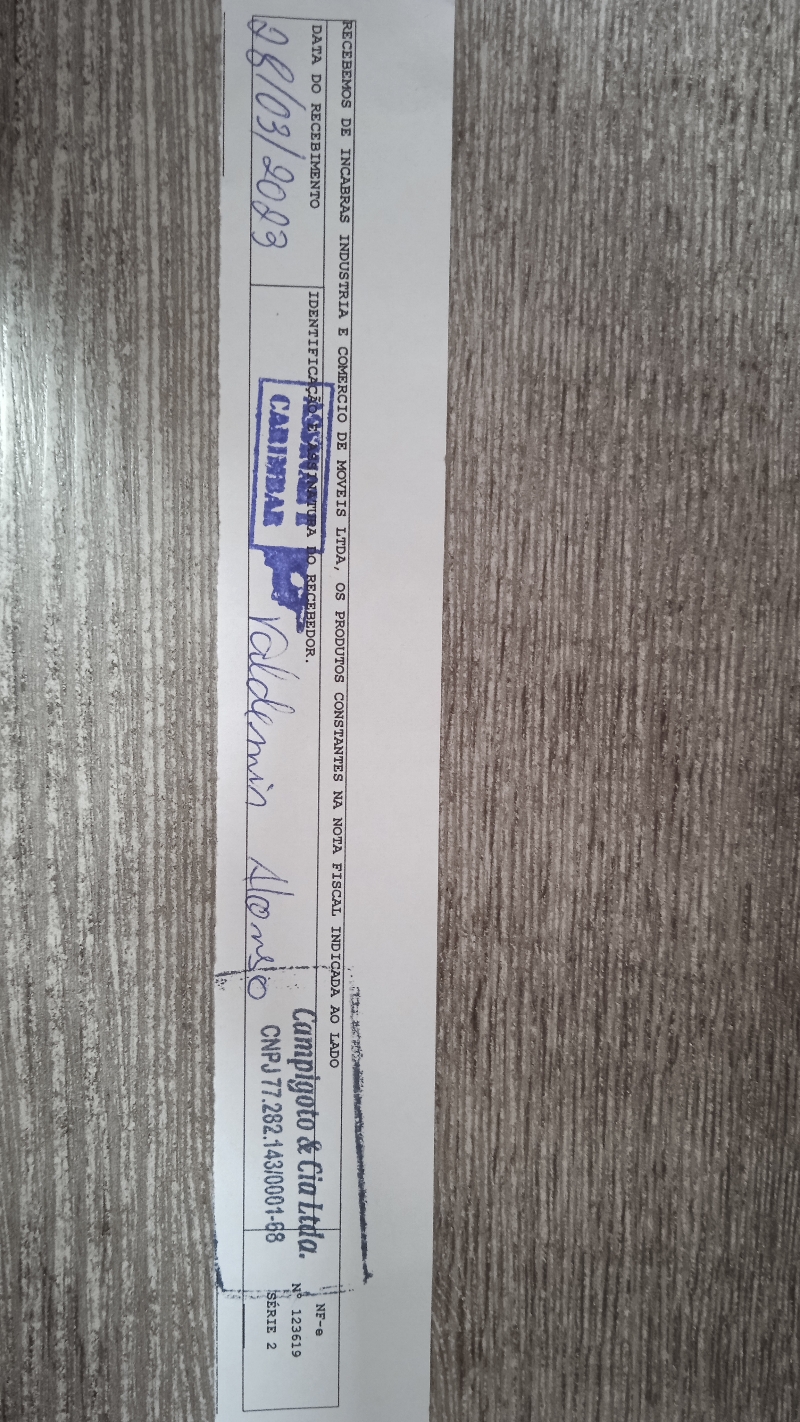 RECEBEMOS DE INCABRAS INDUSTRIA E COMERCIO DE MOVEIS LTDA, OS PRODUTOS CONSTANTES NA NOTA FISCAL INDICADA AO LADO
DATA DO RECEBIMENTO
28/03/2023
IDENTIFICAÇÃO E ASSINATURA DO RECEBEDOR.
CARIMBAR
Valdemir Afonso
Campigoto & Cia Ltda.
CNPJ 77.282.143/0001-68
NF-e
Nº 123619
SÉRIE 2